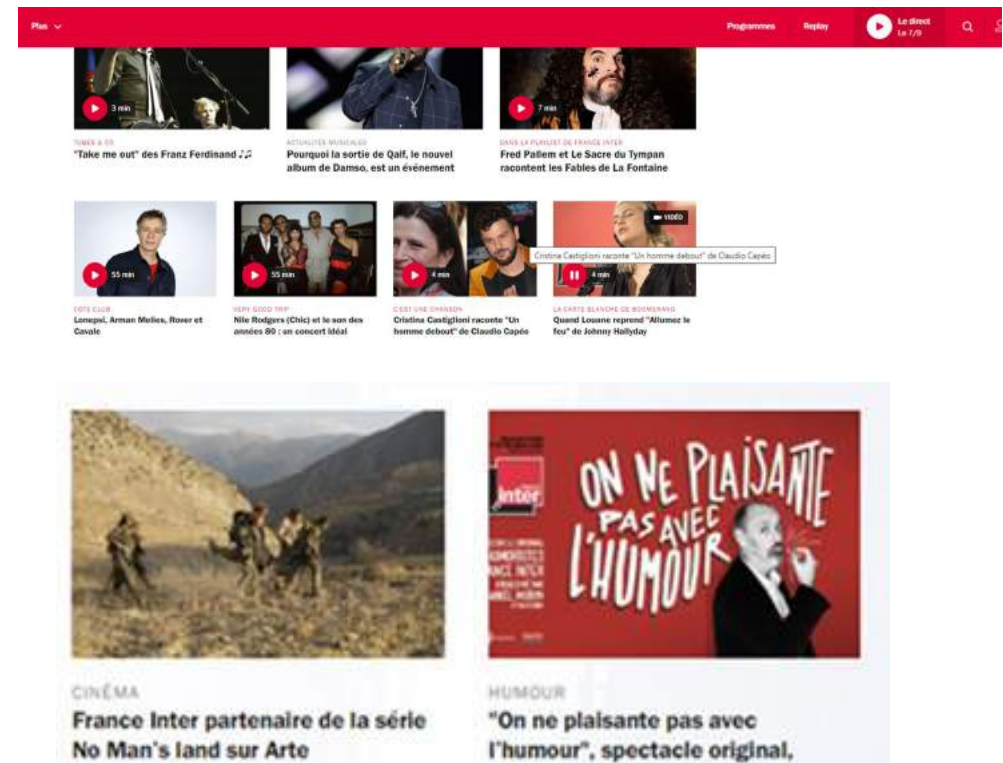 Plus
Programmes
Replay
Le direct
Le 7/9
3 min
7 min
TUBES & CO
ACTUALITÉS MUSICALES
DANS LA PLAYLIST DE FRANCE INTER
"Take me out" des Franz Ferdinand ♪♫
Pourquoi la sortie de Qalf, le nouvel
album de Damso, est un événement
Fred Pallem et Le Sacre du Tympan
racontent les Fables de La Fontaine
VIDÉO
Cristina Castiglioni raconte "Un homme debout" de Claudio Capéo
55 min
55 min
4 min
4 min
COTE CLUB
Lonepsi, Arman Melies, Rover et
Cavale
VERY GOOD TRIP
Nile Rodgers (Chic) et le son des
années 80 : un concert idéal
C'EST UNE CHANSON
Cristina Castiglioni raconte "Un
homme debout" de Claudio Capéo
LA CARTE BLANCHE DE BOOMERANG
Quand Louane reprend "Allumez le
feu" de Johnny Hallyday
inter
ON NE PLAISANTE
PAS AVEC
L'HUMOUR
CINÉMA
France Inter partenaire de la série
No Man's land sur Arte
HUMOUR
"On ne plaisante pas avec
l'humour", spectacle original,